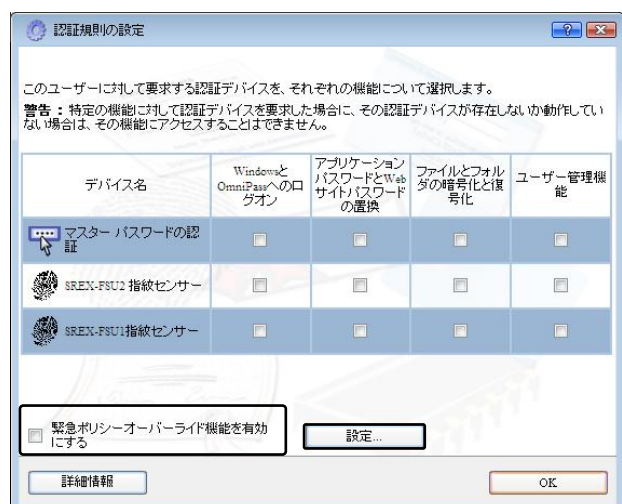 認証規則の設定
このユーザーに対して要求する認証デバイスを、それぞれの機能について選択します。
警告 : 特定の機能に対して認証デバイスを要求した場合に、その認証デバイスが存在しないか動作してい
ない場合は、その機能にアクセスすることはできません。
デバイス名
Windowsと
OmniPassへのロ
グオン
アプリケーション
パスワードとWeb
サイトパスワード
の置換
ファイルとフォル
ダの暗号化と復
号化
ユーザー管理機
能
マスター パスワードの認
証
SREX-FSU2 指紋センサー
SREX-FSU1指紋センサー
緊急ポリシーオーバーライド機能を有効
にする
設定...
詳細情報
OK